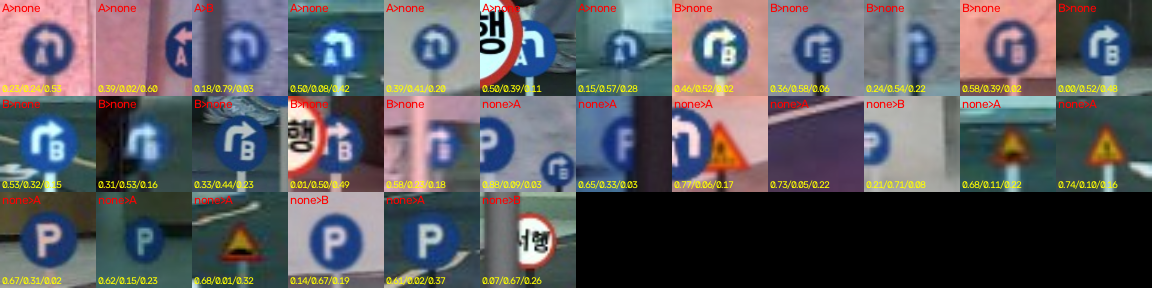 A>none A>none A>B A>none A>none A>none A>none B>none B>none B>none B>none B>none
A A A A A 행 A A B B B B B
0.23/0.24/0.53 0.39/0.02/0.60 0.18/0.79/0.03 0.50/0.08/0.42 0.39/0.41/0.20 0.50/0.39/0.11 0.15/0.57/0.28 0.46/0.52/0.02 0.36/0.58/0.06 0.24/0.54/0.22 0.58/0.39/0.02 0.00/0.52/0.48
B>none B>none B>none B>none B>none none>A none>A none>A none>A none>B none>A none>A
B B B 행 B B P B P P
0.53/0.32/0.15 0.31/0.53/0.16 0.33/0.44/0.23 0.01/0.50/0.49 0.58/0.23/0.18 0.88/0.09/0.03 0.65/0.33/0.03 0.77/0.06/0.17 0.73/0.05/0.22 0.21/0.71/0.08 0.68/0.11/0.22 0.74/0.10/0.16
none>A none>A none>A none>B none>A none>B
P P P P 서행
0.67/0.31/0.02 0.62/0.15/0.23 0.68/0.01/0.32 0.14/0.67/0.19 0.61/0.02/0.37 0.07/0.67/0.26